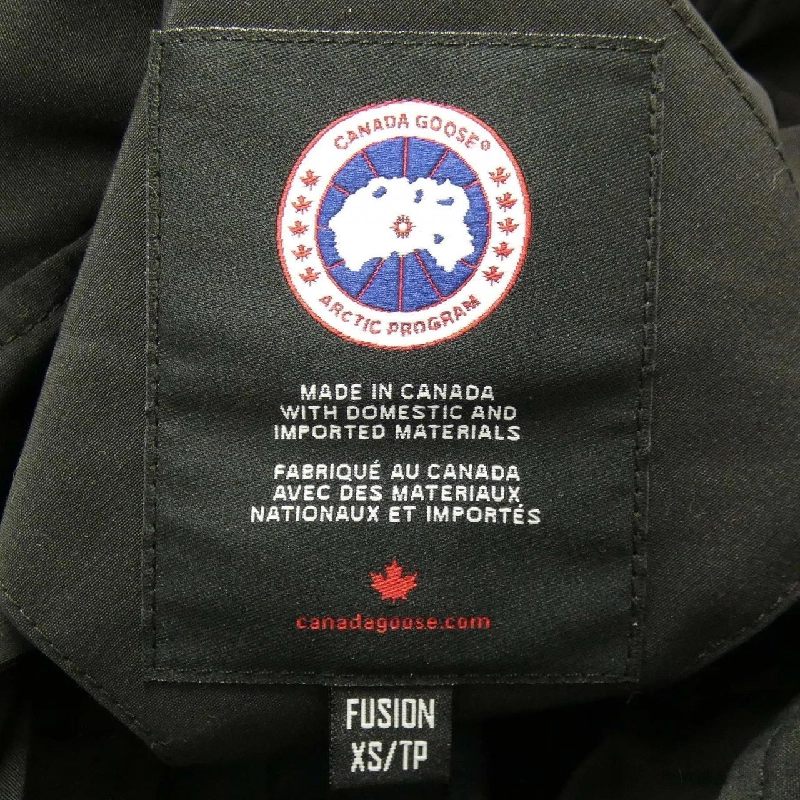 CANADA GOOSE®
ARCTIC PROGRAM
MADE IN CANADA
WITH DOMESTIC AND
IMPORTED MATERIALS
FABRIQUÉ AU CANADA
AVEC DES MATERIAUX
NATIONAUX ET IMPORTÉS
canadagoose.com
FUSION
XS/TP